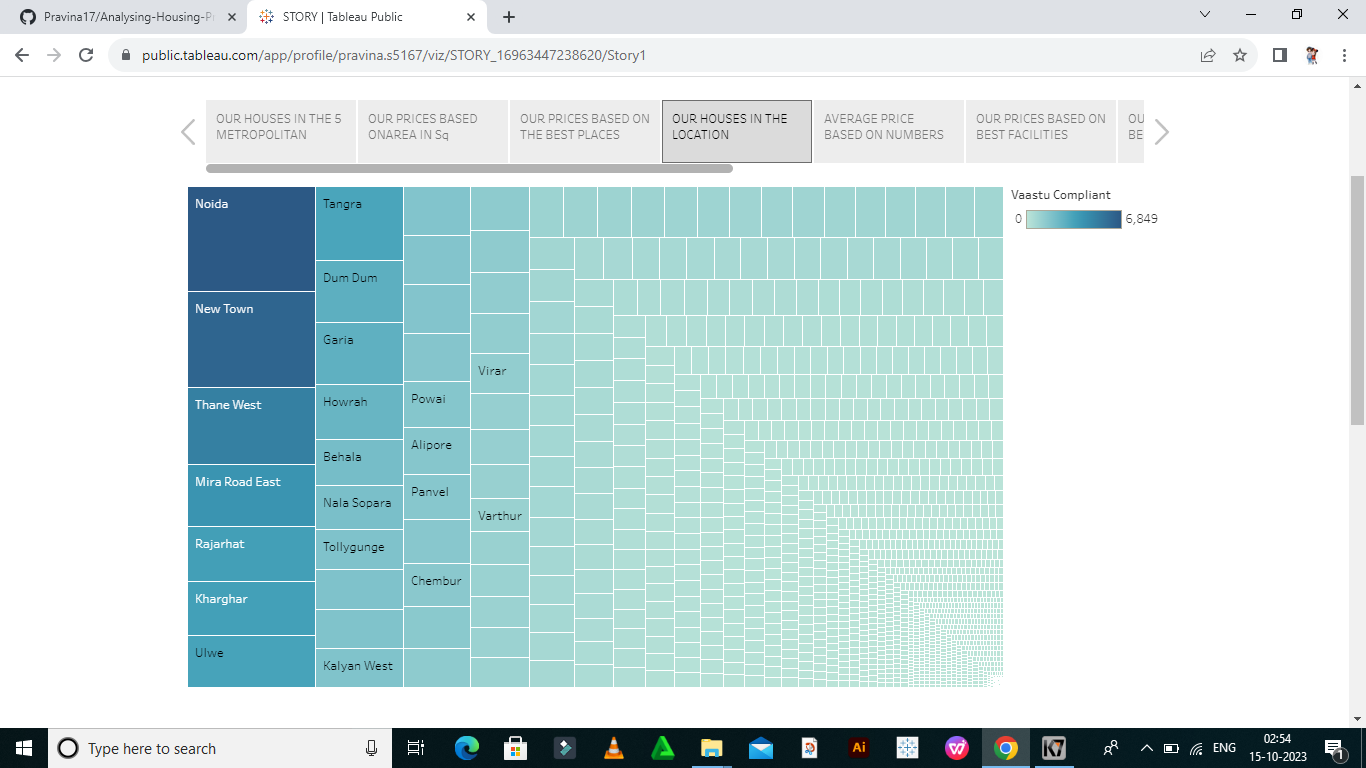 Pravina17/Analysing-Housing-P
STORY | Tableau Public
public.tableau.com/app/profile/pravina.s5167/viz/STORY_16963447238620/Story1
OUR HOUSES IN THE 5
METROPOLITAN
OUR PRICES BASED
ONAREA IN Sq
OUR PRICES BASED ON
THE BEST PLACES
OUR HOUSES IN THE
LOCATION
AVERAGE PRICE
BASED ON NUMBERS
OUR PRICES BASED ON
BEST FACILITIES
OU
BE
Noida
New Town
Thane West
Mira Road East
Rajarhat
Kharghar
Ulwe
Tangra
Dum Dum
Garia
Howrah
Behala
Nala Sopara
Tollygunge
Kalyan West
Powai
Alipore
Panvel
Chembur
Virar
Varthur
Vaastu Compliant
0
6,849
Type here to search
Ai
ENG
02:54
15-10-2023
1